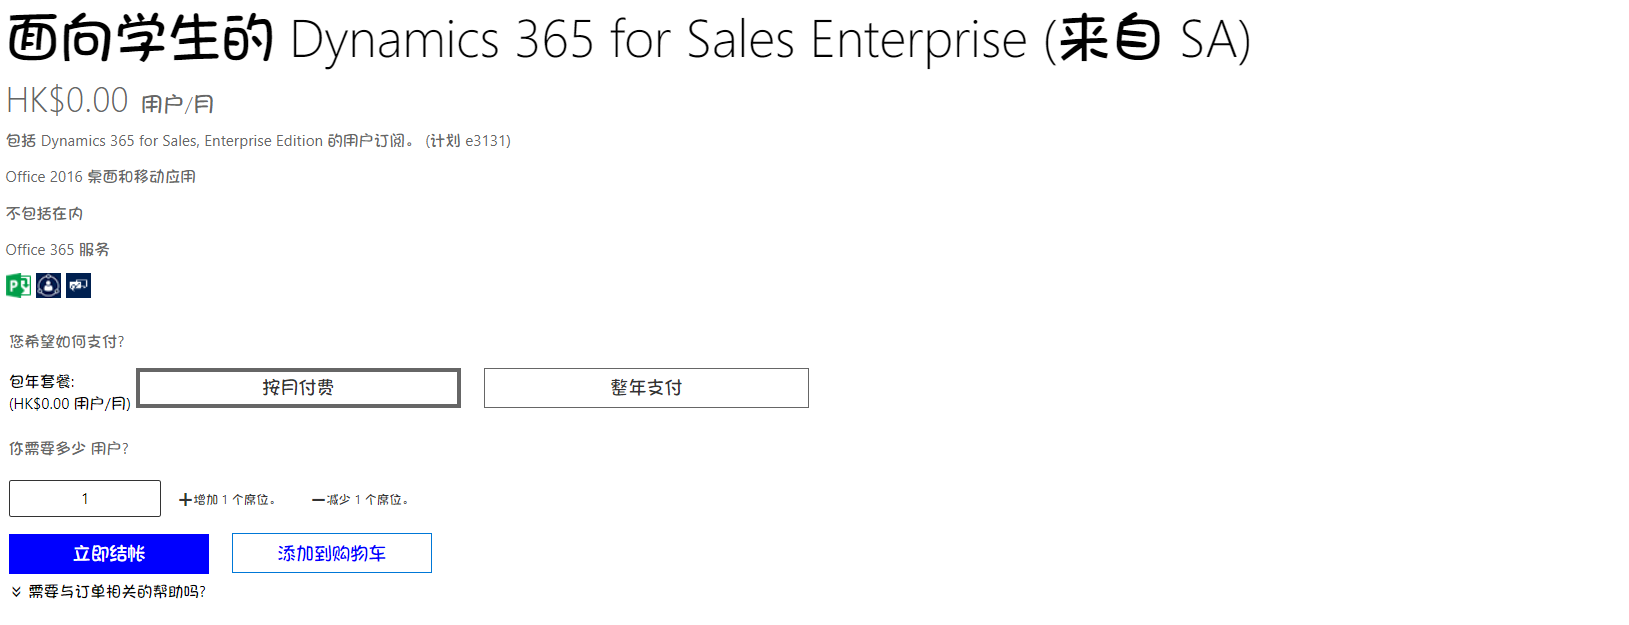 面向学生的 Dynamics 365 for Sales Enterprise (来自 SA)
HK$0.00 用户/月
包括 Dynamics 365 for Sales, Enterprise Edition 的用户订阅。 (计划 e3131)
Office 2016 桌面和移动应用
不包括在内
Office 365 服务
您希望如何支付?
包年套餐:
(HK$0.00 用户/月)
按月付费
整年支付
你需要多少 用户?
1
+增加 1 个席位。
−减少 1 个席位。
立即结帐
添加到购物车
需要与订单相关的帮助吗?